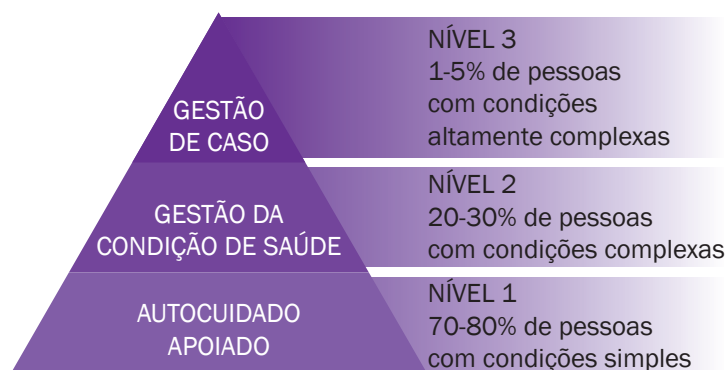 GESTÃO
DE CASO
NÍVEL 3
1-5% de pessoas
com condições
altamente complexas
GESTÃO DA
CONDIÇÃO DE SAÚDE
NÍVEL 2
20-30% de pessoas
com condições complexas
AUTOCUIDADO
APOIADO
NÍVEL 1
70-80% de pessoas
com condições simples